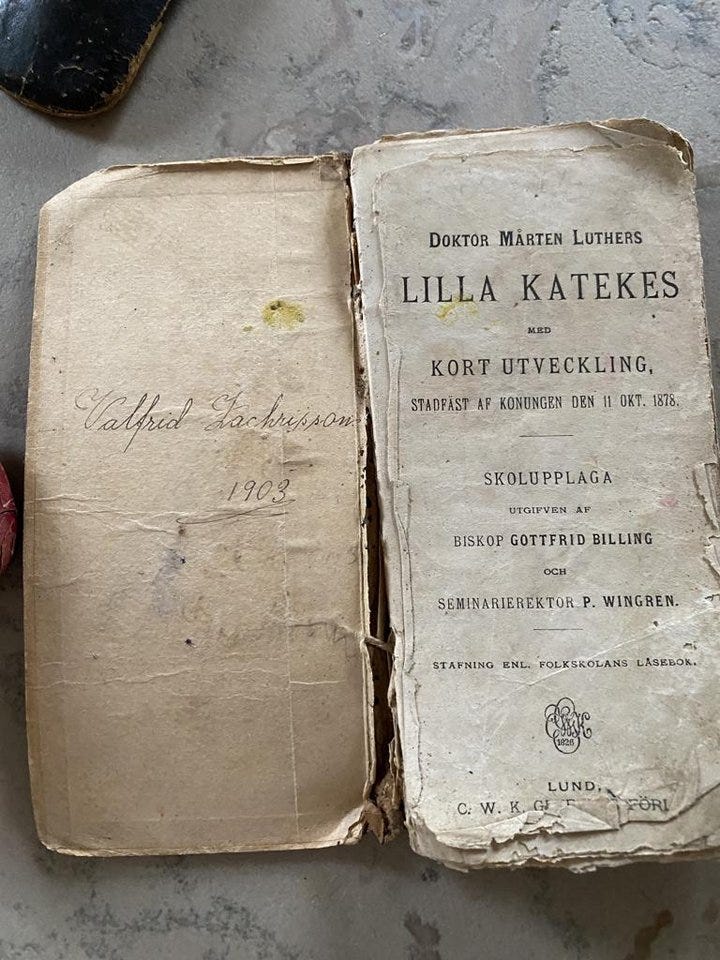 Valfrid Zachrisson
1903
DOKTOR MÅRTEN LUTHERS
LILLA KATEKES
MED
KORT UTVECKLING,
STADFÄST AF KONUNGEN DEN 11 OKT. 1878.
SKOLUPPLAGA
UTGIFVEN AF
BISKOP GOTTFRID BILLING
OCH
SEMINARIEREKTOR P. WINGREN.
STAFNING ENL. FOLKSKOLANS LÄSEBOK.
1826
LUND,
C. W. K.